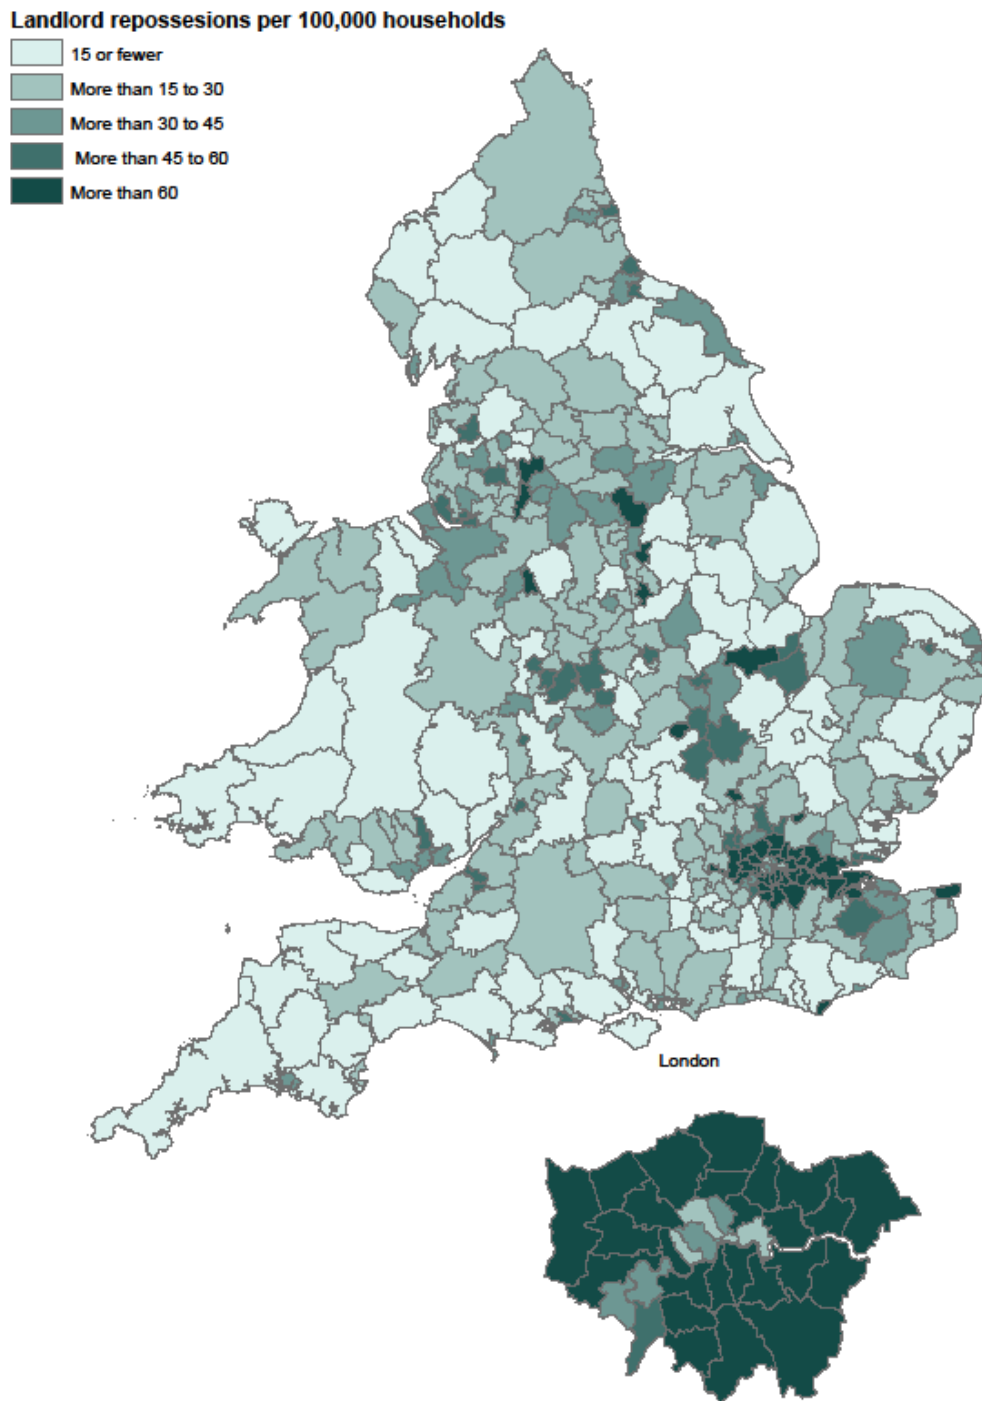 Landlord repossesions per 100,000 households
15 or fewer
More than 15 to 30
More than 30 to 45
More than 45 to 60
More than 60
London